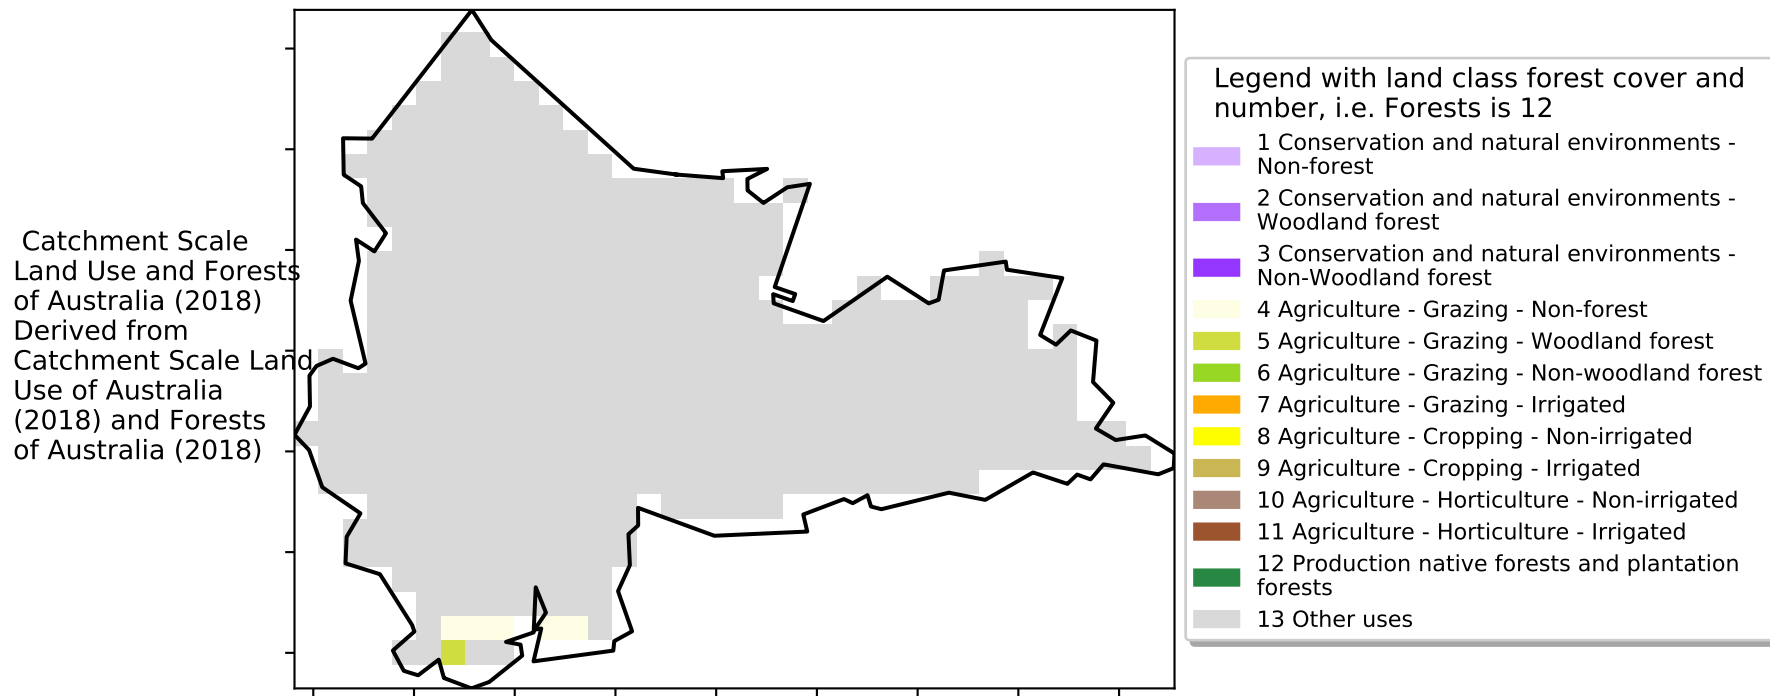 Catchment Scale
Land Use and Forests
of Australia (2018)
Derived from
Catchment Scale Land
Use of Australia
(2018) and Forests
of Australia (2018)
Legend with land class forest cover and
number, i.e. Forests is 12
1 Conservation and natural environments -
Non-forest
2 Conservation and natural environments -
Woodland forest
3 Conservation and natural environments -
Non-Woodland forest
4 Agriculture - Grazing - Non-forest
5 Agriculture - Grazing - Woodland forest
6 Agriculture - Grazing - Non-woodland forest
7 Agriculture - Grazing - Irrigated
8 Agriculture - Cropping - Non-irrigated
9 Agriculture - Cropping - Irrigated
10 Agriculture - Horticulture - Non-irrigated
11 Agriculture - Horticulture - Irrigated
12 Production native forests and plantation
forests
13 Other uses